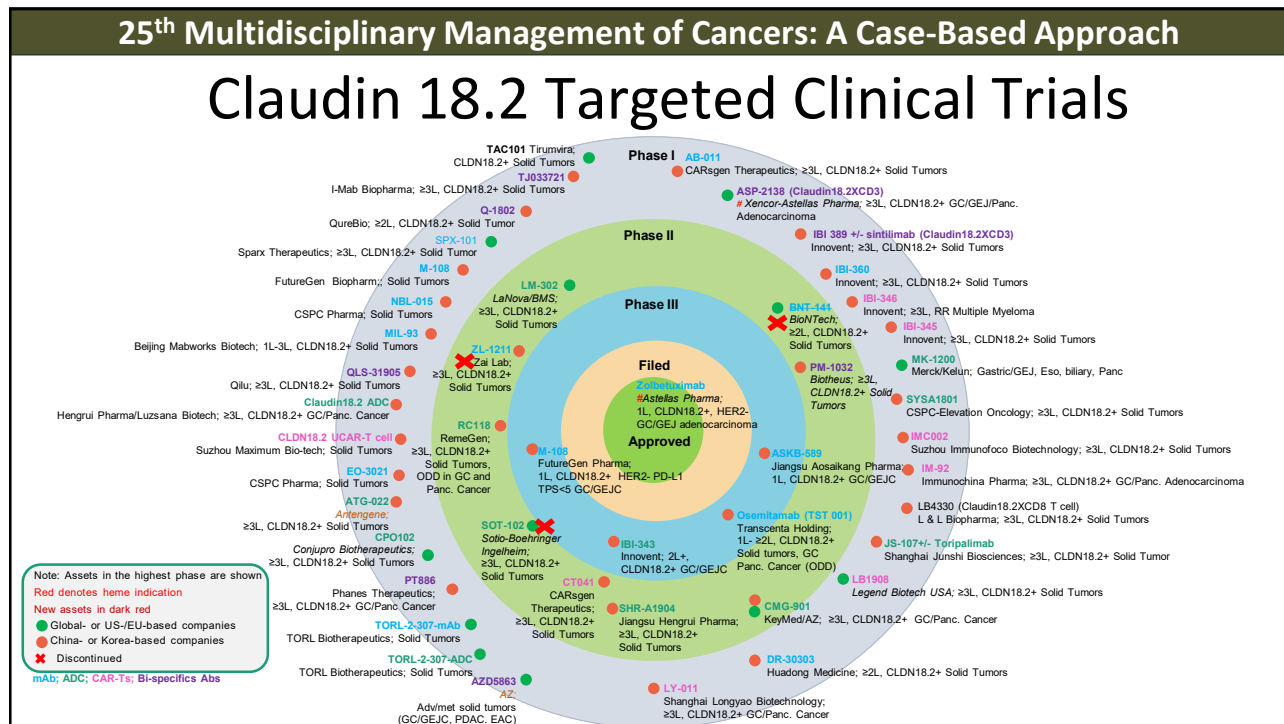 25th Multidisciplinary Management of Cancers: A Case-Based Approach
Claudin 18.2 Targeted Clinical Trials
Phase I
Phase II
Phase III
Filed
Approved
TAC101 Tirumvira;
CLDN18.2+ Solid Tumors
TJ033721
I-Mab Biopharma; ≥3L, CLDN18.2+ Solid Tumors
Q-1802
QureBio; ≥2L, CLDN18.2+ Solid Tumor
SPX-101
Sparx Therapeutics; ≥3L, CLDN18.2+ Solid Tumor
M-108
FutureGen Biopharm;; Solid Tumors
NBL-015
CSPC Pharma; Solid Tumors
MIL-93
Beijing Mabworks Biotech; 1L-3L, CLDN18.2+ Solid Tumors
QLS-31905
Qilu; ≥3L, CLDN18.2+ Solid Tumors
Claudin18.2 ADC
Hengrui Pharma/Luzsana Biotech; ≥3L, CLDN18.2+ GC/Panc. Cancer
CLDN18.2 UCAR-T cell
Suzhou Maximum Bio-tech; Solid Tumors
EO-3021
CSPC Pharma; Solid Tumors
ATG-022
Antengene;
≥3L, CLDN18.2+ Solid Tumors
CPO102
Conjupro Biotherapeutics;
≥3L, CLDN18.2+ Solid Tumors
PT886
Phanes Therapeutics;
≥3L, CLDN18.2+ GC/Panc Cancer
TORL-2-307-mAb
TORL Biotherapeutics; Solid Tumors
TORL-2-307-ADC
TORL Biotherapeutics; Solid Tumors
AZD5863
AZ;
Adv/met solid tumors
(GC/GEJC, PDAC, EAC)
AB-011
CARsgen Therapeutics; ≥3L, CLDN18.2+ Solid Tumors
ASP-2138 (Claudin18.2XCD3)
# Xencor-Astellas Pharma; ≥3L, CLDN18.2+ GC/GEJ/Panc.
Adenocarcinoma
IBI 389 +/- sintilimab (Claudin18.2XCD3)
Innovent; ≥3L, CLDN18.2+ Solid Tumors
IBI-360
Innovent; ≥3L, CLDN18.2+ Solid Tumors
IBI-346
Innovent; ≥3L, RR Multiple Myeloma
IBI-345
Innovent; ≥3L, CLDN18.2+ Solid Tumors
MK-1200
Merck/Kelun; Gastric/GEJ, Eso, biliary, Panc
SYSA1801
CSPC-Elevation Oncology; ≥3L, CLDN18.2+ Solid Tumors
IMC002
Suzhou Immunofoco Biotechnology; ≥3L, CLDN18.2+ Solid Tumors
IM-92
Immunochina Pharma; ≥3L, CLDN18.2+ GC/Panc. Adenocarcinoma
LB4330 (Claudin18.2XCD8 T cell)
L & L Biopharma; ≥3L, CLDN18.2+ Solid Tumors
JS-107+/- Toripalimab
Shanghai Junshi Biosciences; ≥3L, CLDN18.2+ Solid Tumor
LB1908
Legend Biotech USA; ≥3L, CLDN18.2+ Solid Tumors
CMG-901
KeyMed/AZ; ≥3L, CLDN18.2+ GC/Panc. Cancer
DR-30303
Huadong Medicine; ≥2L, CLDN18.2+ Solid Tumors
LY-011
Shanghai Longyao Biotechnology;
≥3L, CLDN18.2+ GC/Panc. Cancer
LM-302
LaNova/BMS;
≥3L, CLDN18.2+
Solid Tumors
ZL-1211
Zai Lab;
≥3L, CLDN18.2+
Solid Tumors
RC118
RemeGen;
≥3L, CLDN18.2+
Solid Tumors,
ODD in GC and
Panc. Cancer
SOT-102
Sotio-Boehringer
Ingelheim;
≥3L, CLDN18.2+
Solid Tumors
CT041
CARsgen
Therapeutics;
≥3L, CLDN18.2+
Solid Tumors
SHR-A1904
Jiangsu Hengrui Pharma;
≥3L, CLDN18.2+
Solid Tumors
BNT-141
BioNTech;
≥2L, CLDN18.2+
Solid Tumors
PM-1032
Biotheus; ≥3L,
CLDN18.2+ Solid
Tumors
Zolbetuximab
#Astellas Pharma;
1L, CLDN18.2+, HER2-
GC/GEJ adenocarcinoma
M-108
FutureGen Pharma;
1L, CLDN18.2+ HER2- PD-L1
TPS<5 GC/GEJC
ASKB-589
Jiangsu Aosaikang Pharma;
1L, CLDN18.2+ GC/GEJC
Osemitamab (TST 001)
Transcenta Holding;
1L- ≥2L, CLDN18.2+
Solid tumors, GC
Panc. Cancer (ODD)
IBI-343
Innovent; 2L+,
CLDN18.2+ GC/GEJC
Note: Assets in the highest phase are shown
Red denotes heme indication
New assets in dark red
Global- or US-/EU-based companies
China- or Korea-based companies
Discontinued
mAb; ADC; CAR-Ts; Bi-specifics Abs